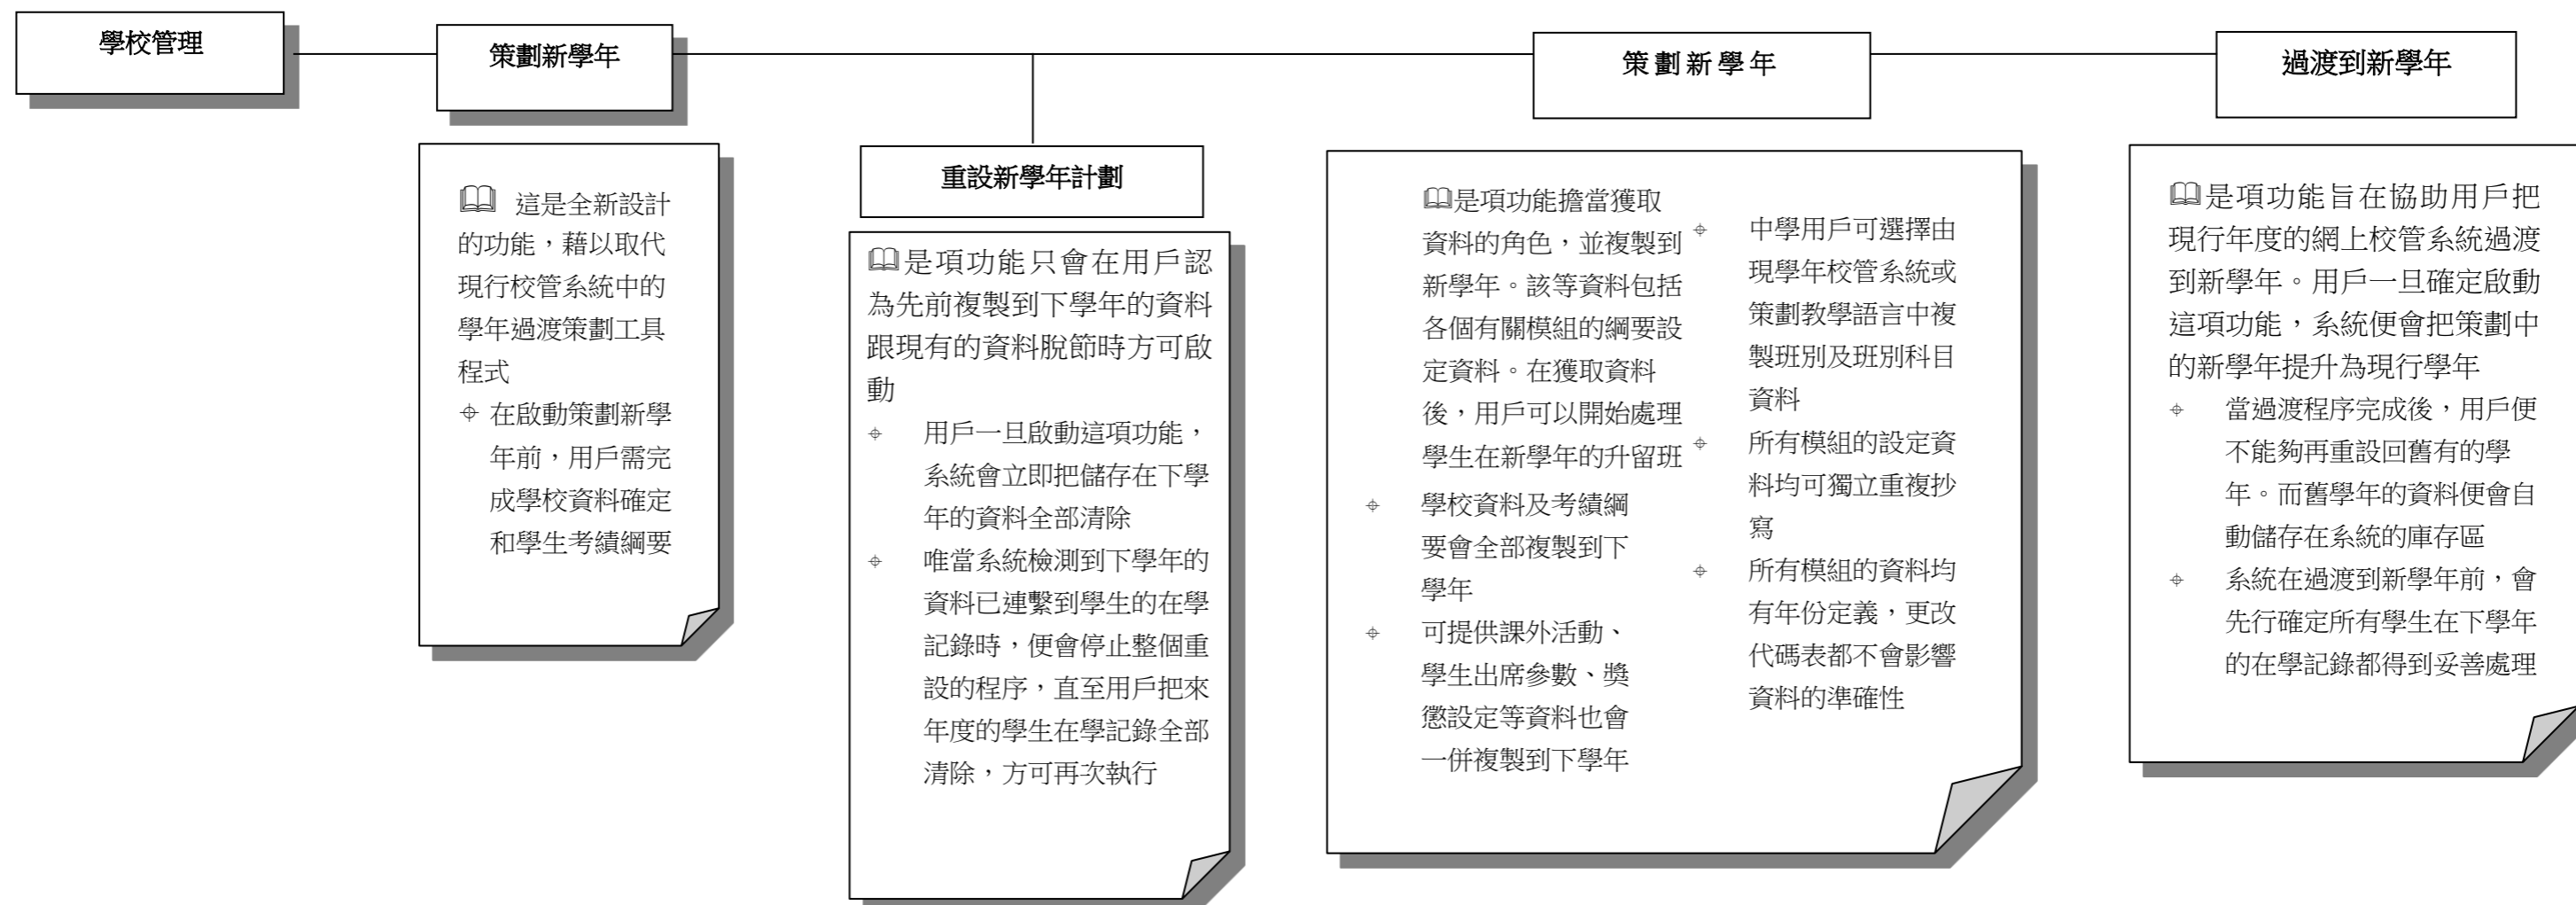 學校管理
策劃新學年
這是全新設計
的功能，藉以取代
現行校管系統中的
學年過渡策劃工具
程式
在啟動策劃新學
年前，用戶需完
成學校資料確定
和學生考績綱要
重設新學年計劃
是項功能只會在用戶認
為先前複製到下學年的資料
跟現有的資料脫節時方可啟
動
用戶一旦啟動這項功能，
系統會立即把儲存在下學
年的資料全部清除
唯當系統檢測到下學年的
資料已連繫到學生的在學
記錄時，便會停止整個重
設的程序，直至用戶把來
年度的學生在學記錄全部
清除，方可再次執行
策劃新學年
是項功能擔當獲取
資料的角色，並複製到
新學年。該等資料包括
各個有關模組的綱要設
定資料。在獲取資料
後，用戶可以開始處理
學生在新學年的升留班
學校資料及考績綱
要會全部複製到下
學年
可提供課外活動、
學生出席參數、獎
懲設定等資料也會
一併複製到下學年
中學用戶可選擇由
現學年校管系統或
策劃教學語言中複
製班別及班別科目
資料
所有模組的設定資
料均可獨立重複抄
寫
所有模組的資料均
有年份定義，更改
代碼表都不會影響
資料的準確性
過渡到新學年
是項功能旨在協助用戶把
現行年度的網上校管系統過渡
到新學年。用戶一旦確定啟動
這項功能，系統便會把策劃中
的新學年提升為現行學年
當過渡程序完成後，用戶便
不能夠再重設回舊有的學
年。而舊學年的資料便會自
動儲存在系統的庫存區
系統在過渡到新學年前，會
先行確定所有學生在下學年
的在學記錄都得到妥善處理